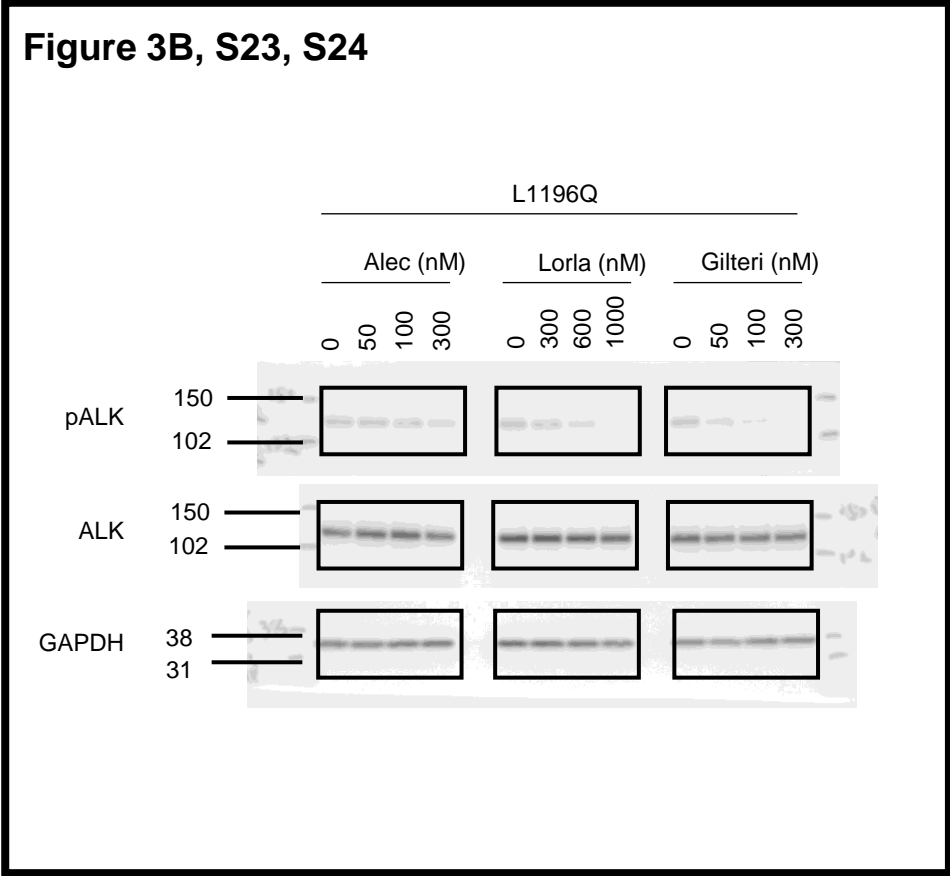 Figure 3B, S23, S24
L1196Q
Alec (nM) Lorla (nM) Gilteri (nM)
0 50 100 300 0 300 600 1000 0 50 100 300
150
pALK
102
150
ALK
102
GAPDH 38
31